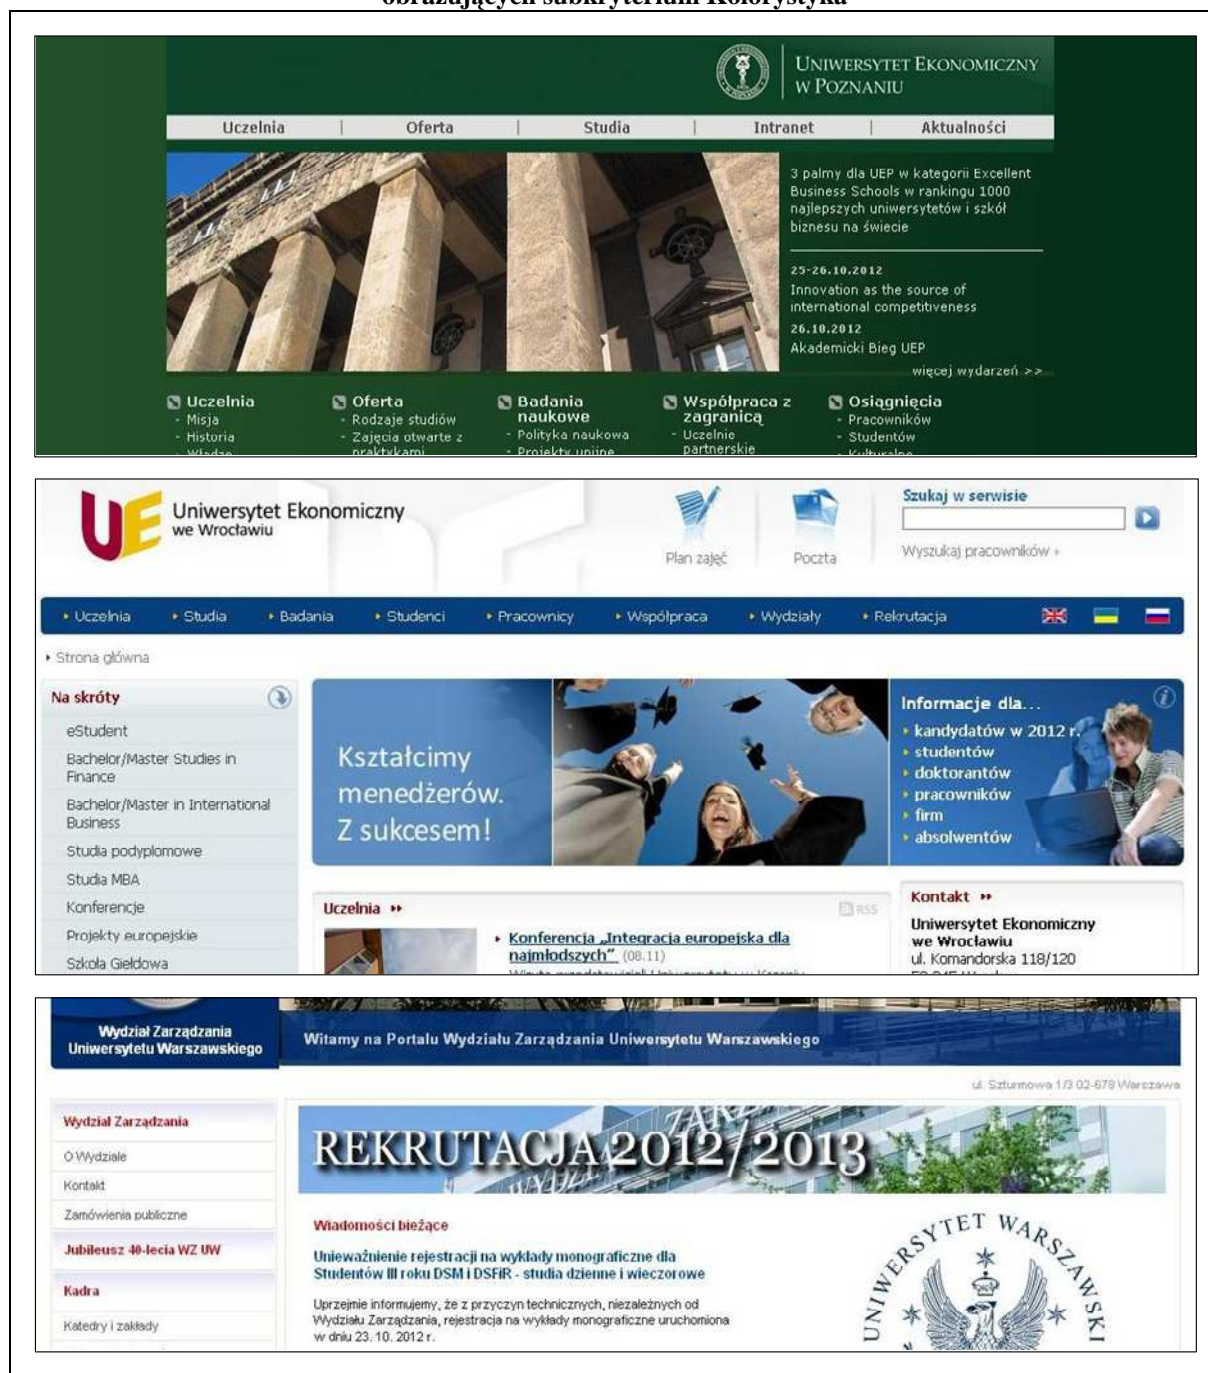 obrazujących subkryterium Kolorystyka
UNIWERSYTET EKONOMICZNY
W POZNANIU
Uczelnia | Oferta | Studia | Intranet | Aktualności
3 palmy dla UEP w kategorii Excellent
Business Schools w rankingu 1000
najlepszych uniwersytetów i szkół
biznesu na świecie
25-26.10.2012
Innovation as the source of
international competitiveness
26.10.2012
Akademicki Bieg UEP
więcej wydarzeń >>
Uczelnia
- Misja
- Historia
Władze
Oferta
- Rodzaje studiów
- Zajęcia otwarte z
praktykami
Badania
naukowe
- Polityka naukowa
- Projekty unijne
Współpraca z
zagranicą
- Uczelnie
partnerskie
Osiągnięcia
- Pracowników
- Studentów
- Kulturalne
UE
Uniwersytet Ekonomiczny
we Wrocławiu
Plan zajęć
Poczta
Szukaj w serwisie
Wyszukaj pracowników »
Uczelnia Studia Badania Studenci Pracownicy Współpraca Wydziały Rekrutacja
Strona główna
Na skróty
eStudent
Bachelor/Master Studies in
Finance
Bachelor/Master in International
Business
Studia podyplomowe
Studia MBA
Konferencje
Projekty europejskie
Szkoła Giełdowa
Kształcimy
menedżerów.
Z sukcesem!
Informacje dla...
kandydatów w 2012 r.
studentów
doktorantów
pracowników
firm
absolwentów
Uczelnia
RSS
Konferencja „Integracja europejska dla
najmłodszych" (08.11)
Kontakt
Uniwersytet Ekonomiczny
we Wrocławiu
ul. Komandorska 118/120
Wydział Zarządzania
Uniwersytetu Warszawskiego
Witamy na Portalu Wydziału Zarządzania Uniwersytetu Warszawskiego
ul. Szturmowa 1/3 02-678 Warszawa
Wydział Zarządzania
O Wydziale
Kontakt
Zamówienia publiczne
Jubileusz 40-lecia WZ UW
Kadra
Katedry i zakłady
REKRUTACJA 2012/2013
Wiadomości bieżące
Unieważnienie rejestracji na wykłady monograficzne dla
Studentów III roku DSM i DSFiR - studia dzienne i wieczorowe
Uprzejmie informujemy, że z przyczyn technicznych, niezależnych od
Wydziału Zarządzania, rejestracja na wykłady monograficzne uruchomiona
w dniu 23. 10. 2012 r.
UNIWERSYTET WARSZAWSKI